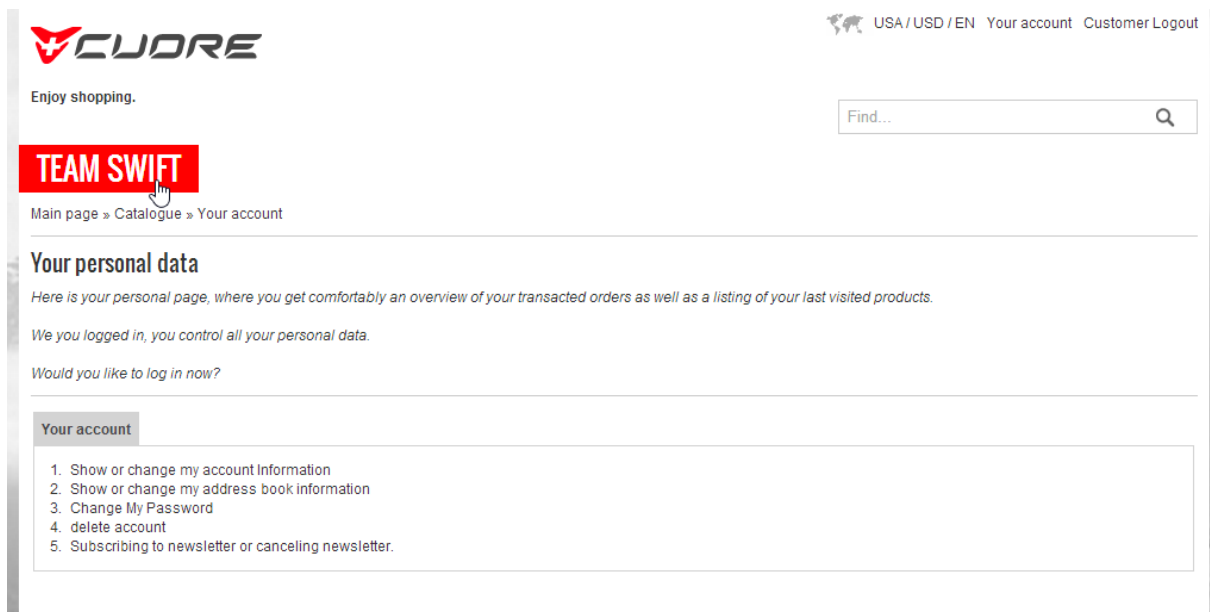 CUORE
USA / USD / EN Your account Customer Logout
Enjoy shopping.
Find...
TEAM SWIFT
Main page » Catalogue » Your account
Your personal data
Here is your personal page, where you get comfortably an overview of your transacted orders as well as a listing of your last visited products.
We you logged in, you control all your personal data.
Would you like to log in now?
Your account
1. Show or change my account Information
2. Show or change my address book information
3. Change My Password
4. delete account
5. Subscribing to newsletter or canceling newsletter.